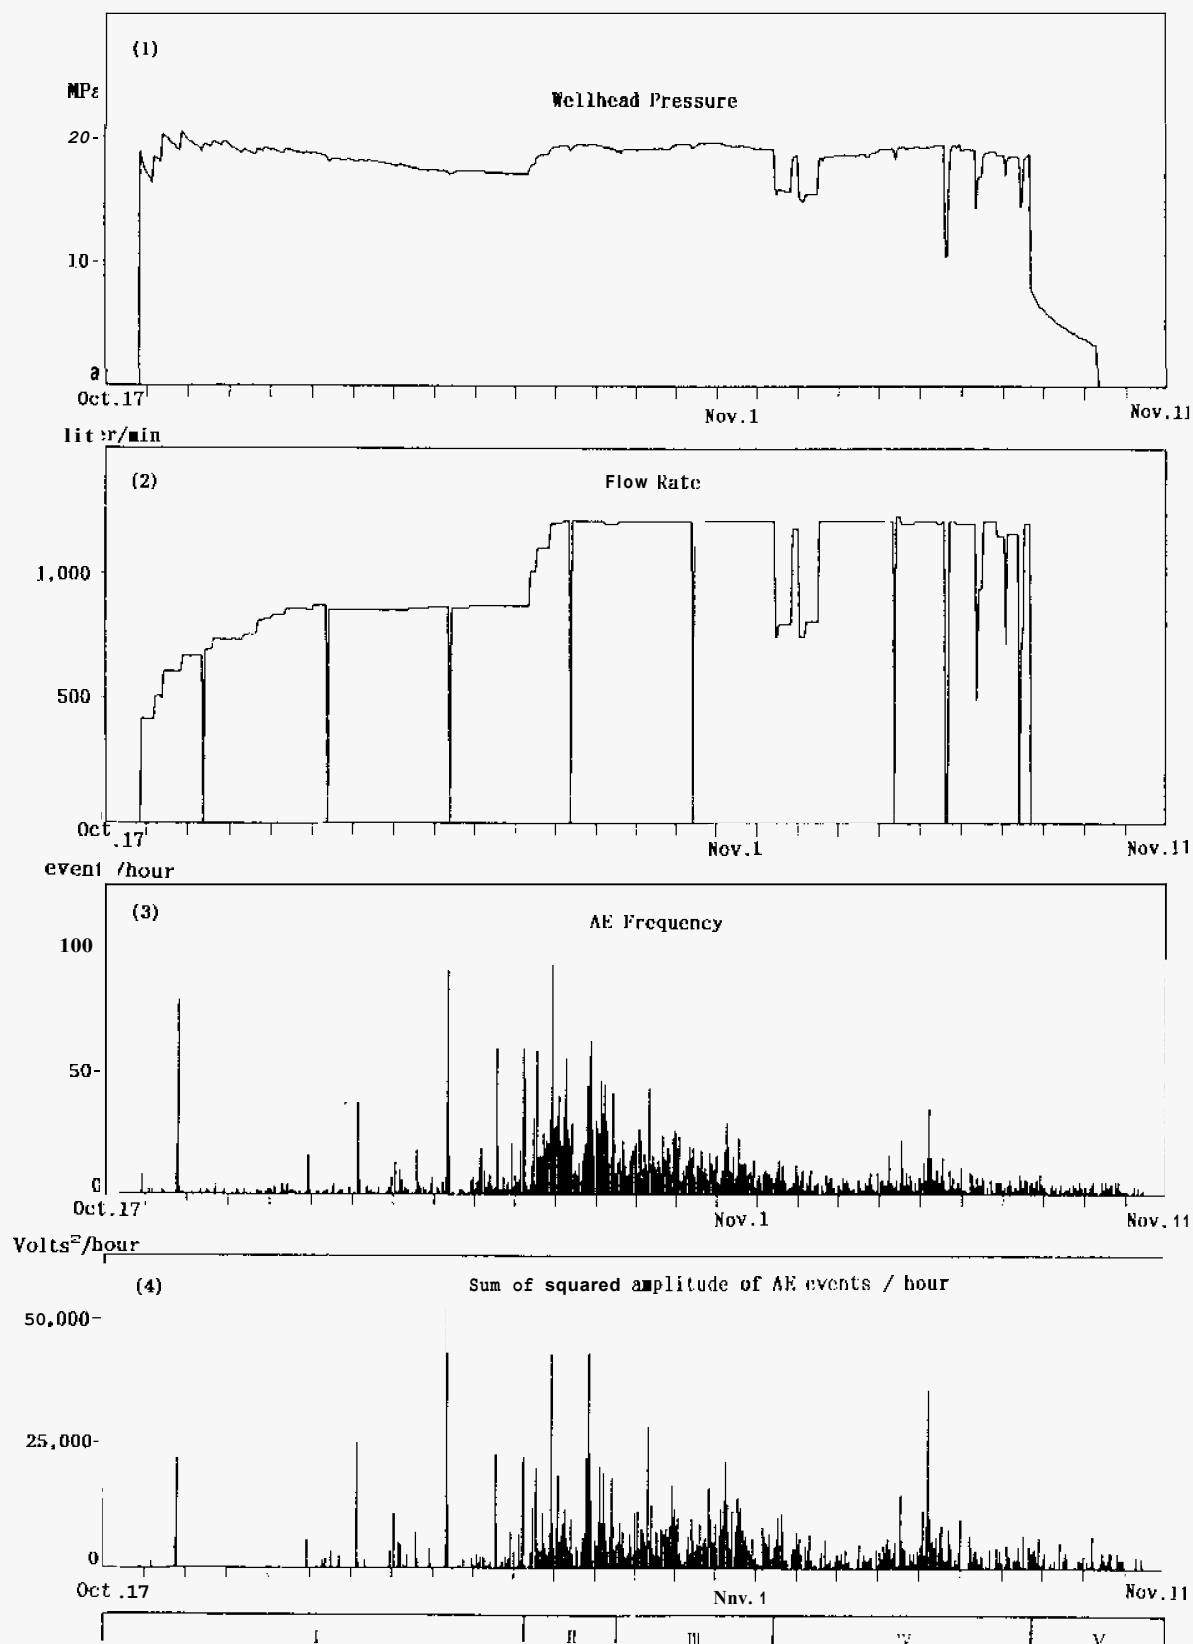 (1)
MPa
Wellhead Pressure
20-
10-
a
Oct.17
Nov.1
Nov.11
liter/min
(2)
Flow Rate
1,000
500
Oct.17
Nov.1
Nov.11
event /hour
(3)
AE Frequency
100
50-
0
Oct.17
Nov.1
Nov.11
Volts²/hour
(4)
Sum of squared amplitude of AE events / hour
50,000-
25,000-
0
Oct.17
Nnv. 1
Nov.11
I II III IV V